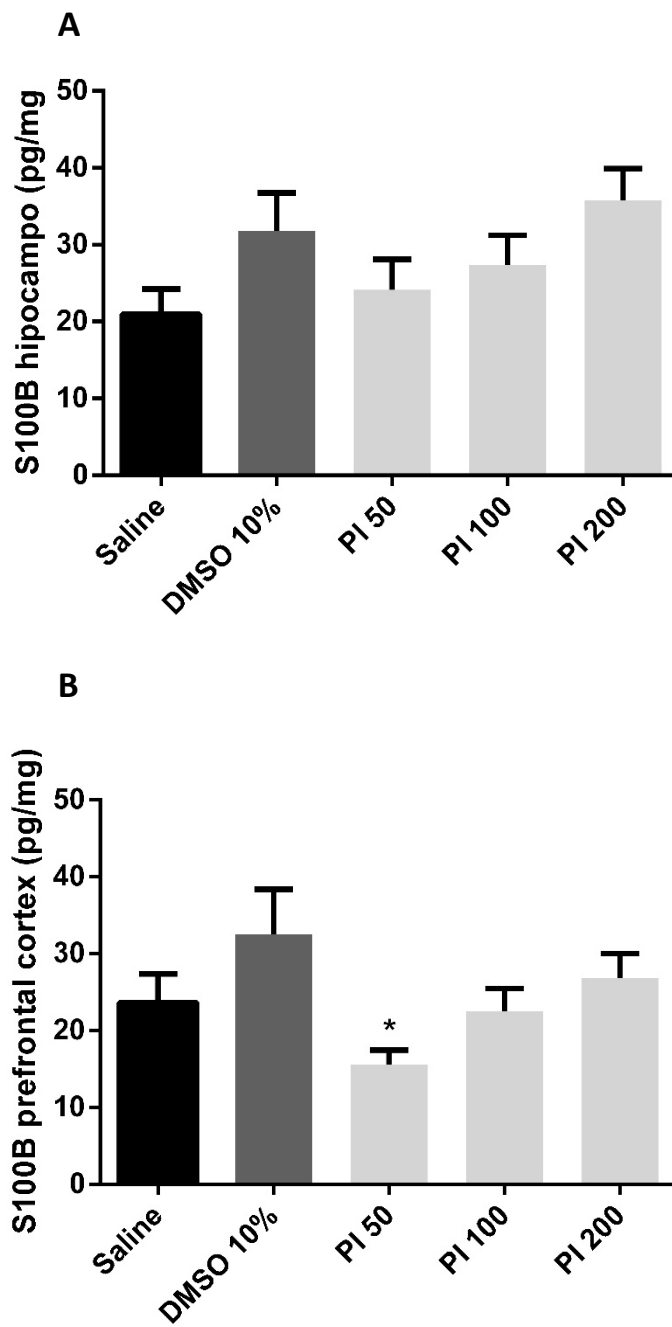 A
S100B hipocampo (pg/mg
50
40
30
20
10
0
Saline
DMSO 10%
PI 50
PI 100
PI 200
B
S100B prefrontal cortex (pg/mg)
50
40
30
20
10
0
*
Saline
DMSO 10%
PI 50
PI 100
PI 200